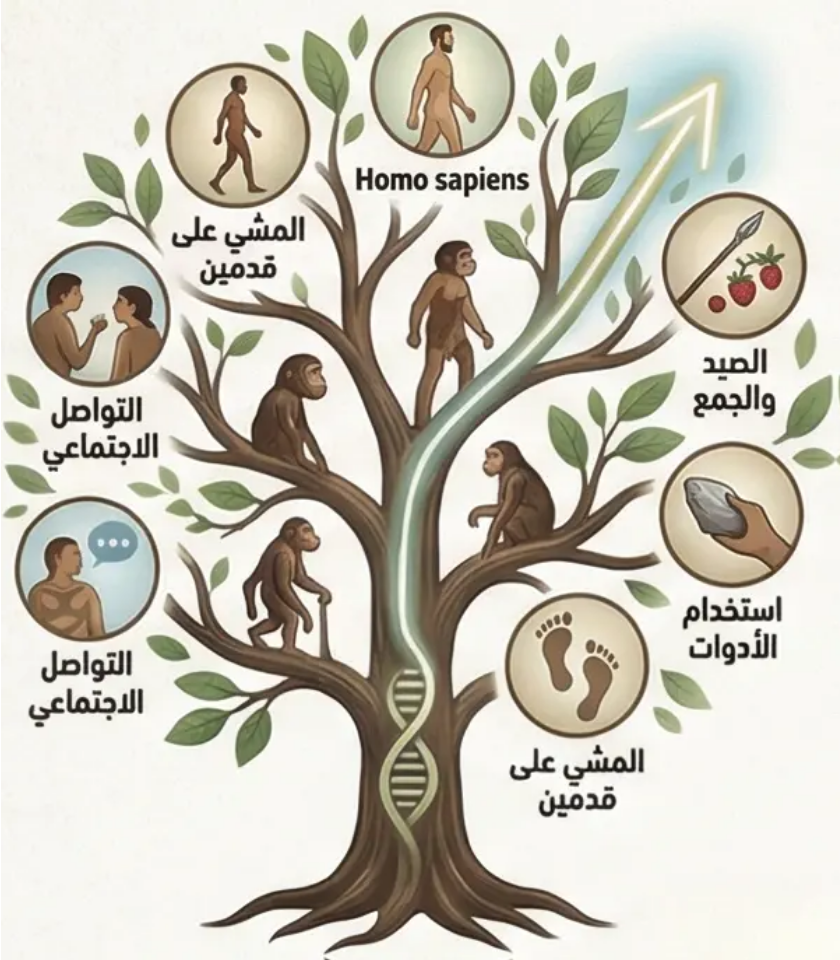 Homo sapiens
المشي على
قدمين
التواصل
الاجتماعي
الصيد
والجمع
استخدام
الأدوات
التواصل
الاجتماعي
المشي على
قدمين